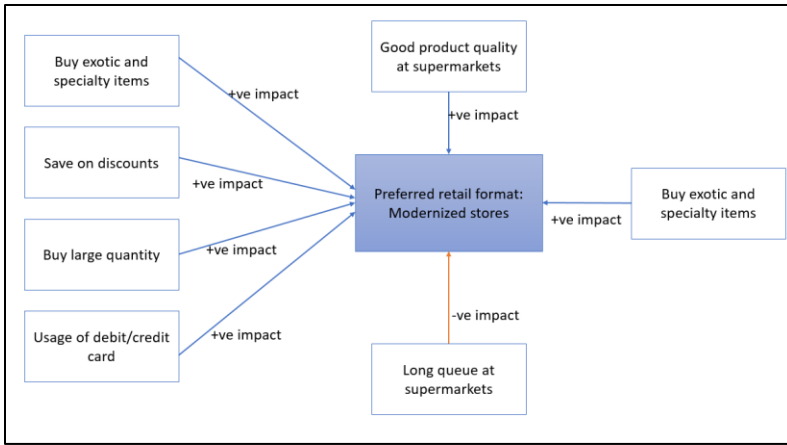 Buy exotic and
specialty items
+ve impact
Save on discounts
+ve impact
Buy large quantity
+ve impact
Usage of debit/credit
card
+ve impact
Good product quality
at supermarkets
+ve impact
Preferred retail format:
Modernized stores
Buy exotic and
specialty items
+ve impact
-ve impact
Long queue at
supermarkets